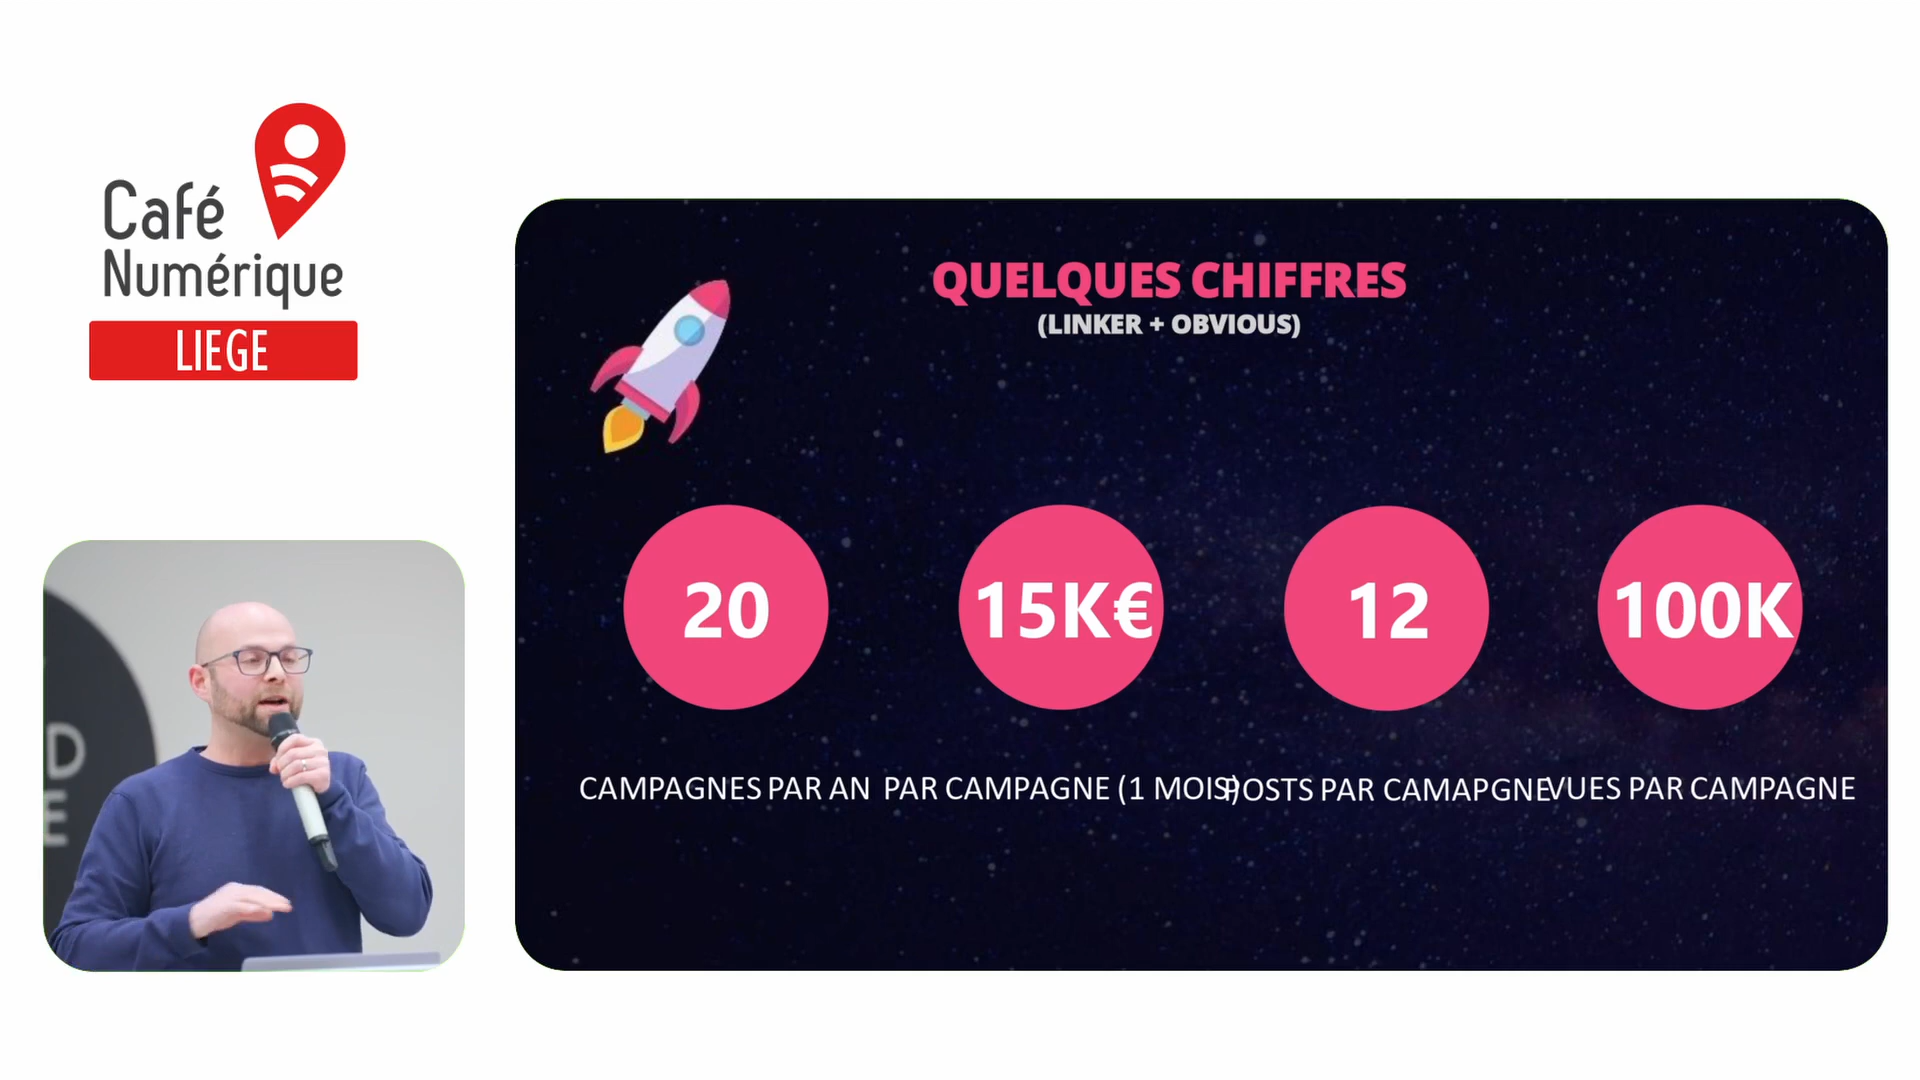 Café
Numérique
LIEGE
QUELQUES CHIFFRES
(LINKER + OBVIOUS)
20
15K€
12
100K
CAMPAGNES PAR AN
PAR CAMPAGNE (1 MOIS)
POSTS PAR CAMAPGNE
VUES PAR CAMPAGNE
D
E